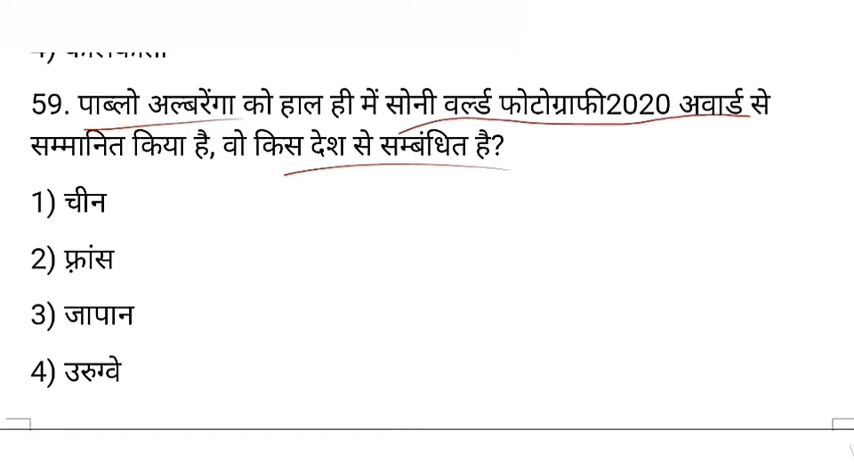 59. पाब्लो अल्बरेंगा को हाल ही में सोनी वर्ल्ड फोटोग्राफी2020 अवार्ड से
सम्मानित किया है, वो किस देश से सम्बंधित है?
1) चीन
2) फ़्रांस
3) जापान
4) उरुग्वे